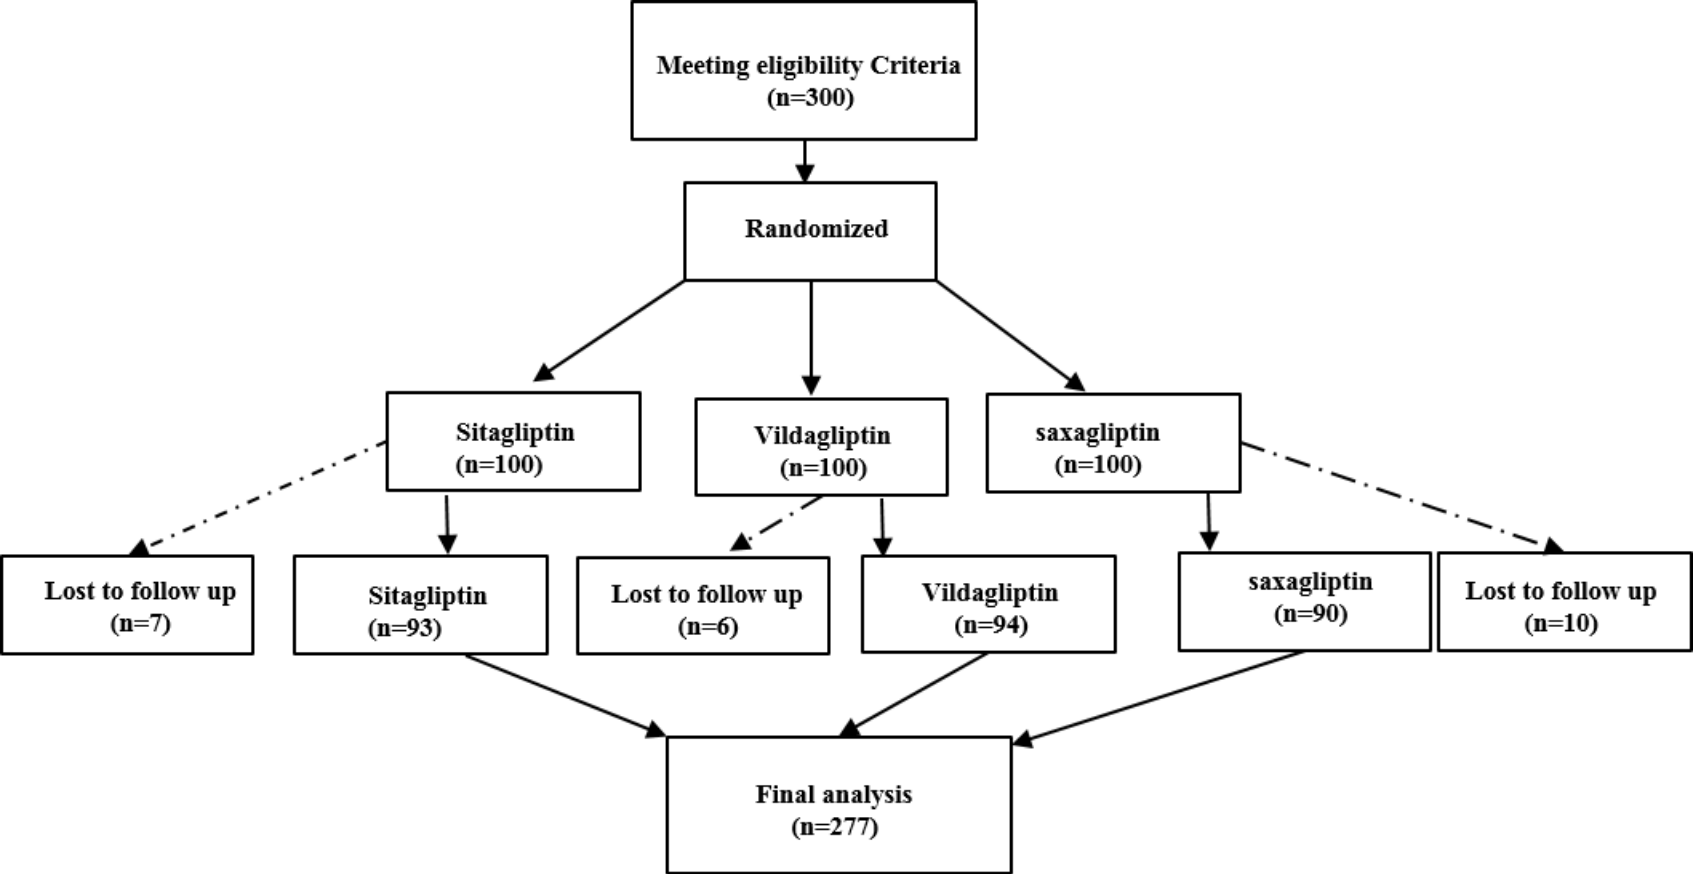 Meeting eligibility Criteria
(n=300)
Randomized
Sitagliptin
(n=100)
Vildagliptin
(n=100)
saxagliptin
(n=100)
Lost to follow up
(n=7)
Sitagliptin
(n=93)
Lost to follow up
(n=6)
Vildagliptin
(n=94)
saxagliptin
(n=90)
Lost to follow up
(n=10)
Final analysis
(n=277)